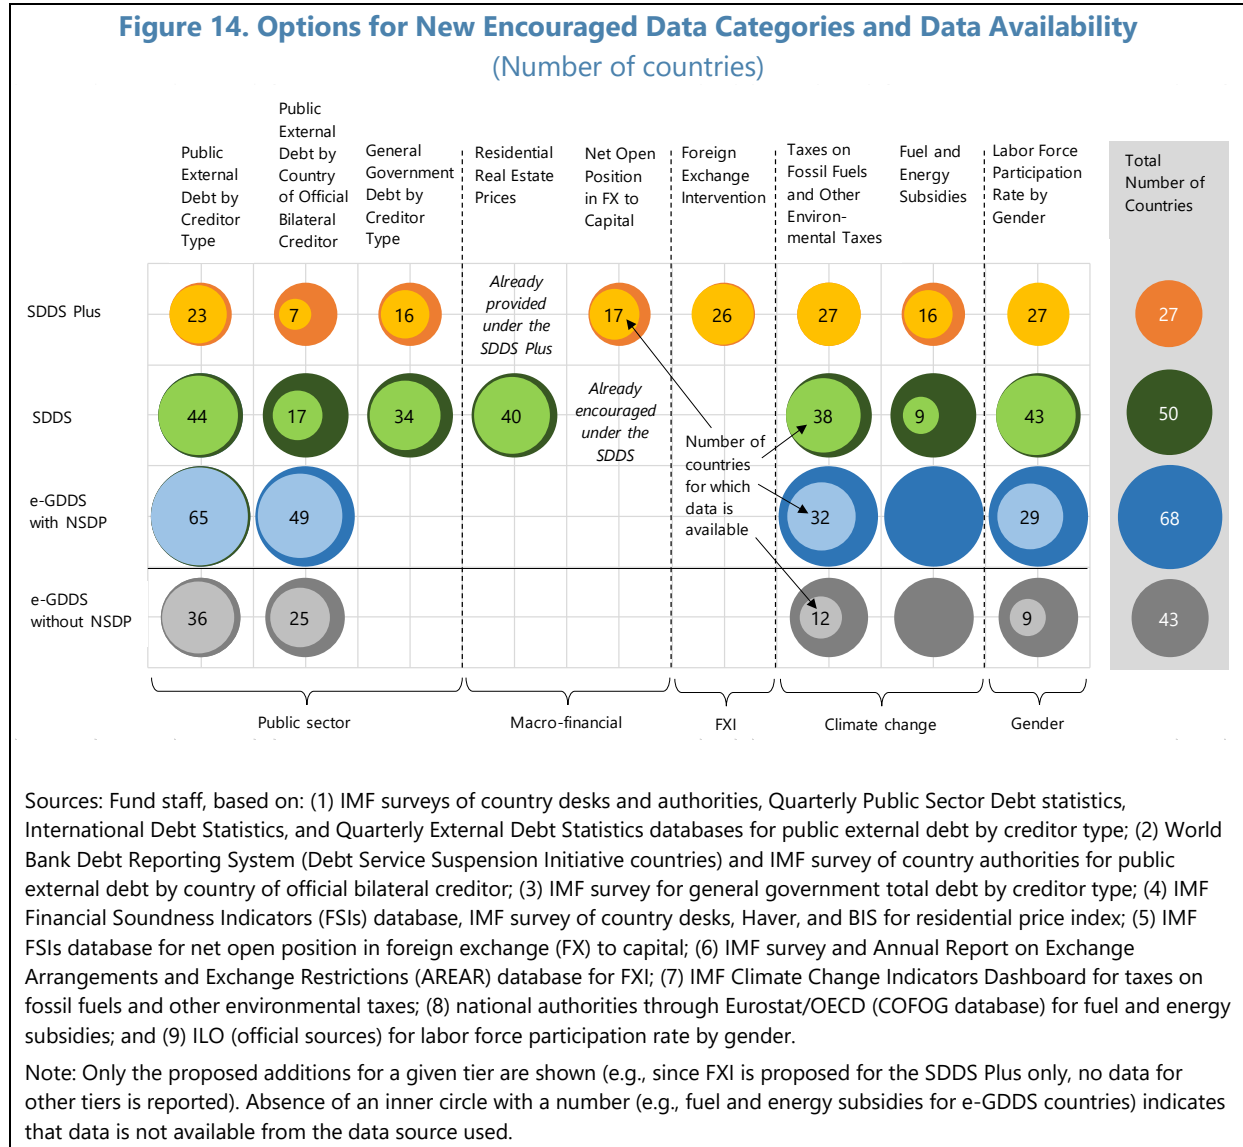 Figure 14. Options for New Encouraged Data Categories and Data Availability
(Number of countries)
Public
External
Debt by
Creditor
Type
Public
External
Debt by
Country
of Official
Bilateral
Creditor
General
Government
Debt by
Creditor
Type
Residential
Real Estate
Prices
Net Open
Position
in FX to
Capital
Foreign
Exchange
Intervention
Taxes on
Fossil Fuels
and Other
Environ-
mental Taxes
Fuel and
Energy
Subsidies
Labor Force
Participation
Rate by
Gender
Total
Number of
Countries
SDDS Plus
23
7
16
Already
provided
under the
SDDS Plus
17
26
27
16
27
27
SDDS
44
17
34
40
Already
encouraged
under the
SDDS
38
9
43
50
Number of
countries
for which
data is
available
e-GDDS
with NSDP
65
49
32
29
68
e-GDDS
without NSDP
36
25
12
9
43
Public sector
Macro-financial
FXI
Climate change
Gender
Sources: Fund staff, based on: (1) IMF surveys of country desks and authorities, Quarterly Public Sector Debt statistics,
International Debt Statistics, and Quarterly External Debt Statistics databases for public external debt by creditor type; (2) World
Bank Debt Reporting System (Debt Service Suspension Initiative countries) and IMF survey of country authorities for public
external debt by country of official bilateral creditor; (3) IMF survey for general government total debt by creditor type; (4) IMF
Financial Soundness Indicators (FSIs) database, IMF survey of country desks, Haver, and BIS for residential price index; (5) IMF
FSIs database for net open position in foreign exchange (FX) to capital; (6) IMF survey and Annual Report on Exchange
Arrangements and Exchange Restrictions (AREAR) database for FXI; (7) IMF Climate Change Indicators Dashboard for taxes on
fossil fuels and other environmental taxes; (8) national authorities through Eurostat/OECD (COFOG database) for fuel and energy
subsidies; and (9) ILO (official sources) for labor force participation rate by gender.
Note: Only the proposed additions for a given tier are shown (e.g., since FXI is proposed for the SDDS Plus only, no data for
other tiers is reported). Absence of an inner circle with a number (e.g., fuel and energy subsidies for e-GDDS countries) indicates
that data is not available from the data source used.